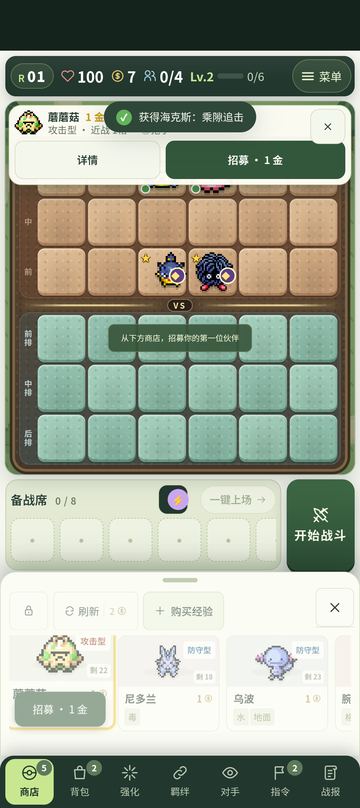 R 01 100 7 0/4 Lv.2 0/6 菜单
蘑蘑菇 1 金
获得海克斯：乘隙追击
攻击型 · 近战
详情
招募 · 1 金
中
前
VS
前排
从下方商店，招募你的第一位伙伴
中排
后排
备战席 0 / 8
一键上场 →
开始战斗
刷新 2
购买经验
攻击型
剩 22
招募 · 1 金
防守型
剩 18
尼多兰 1
毒
防守型
剩 22
乌波 1
水 地面
商店 5
背包 2
强化
羁绊
对手
指令 2
战报